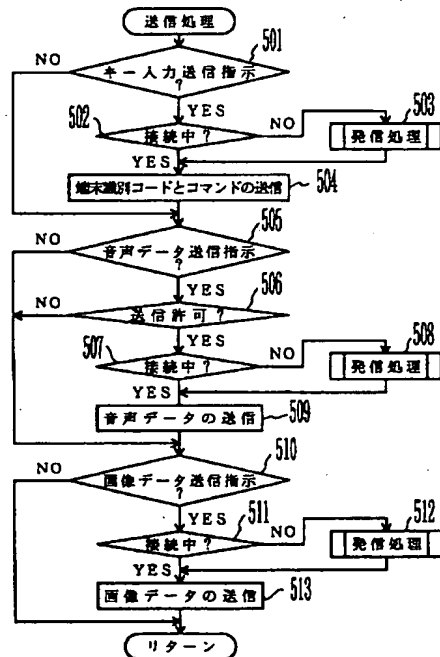 送信処理
501
NO
キー入力送信指示
?
YES
502
接続中?
NO
503
発信処理
YES
端末識別コードとコマンドの送信
504
505
音声データ送信指示
?
NO
YES
506
送信許可?
NO
YES
507
接続中?
NO
508
発信処理
YES
音声データの送信
509
510
NO
画像データ送信指示
?
YES
511
接続中?
NO
512
発信処理
YES
画像データの送信
513
リターン